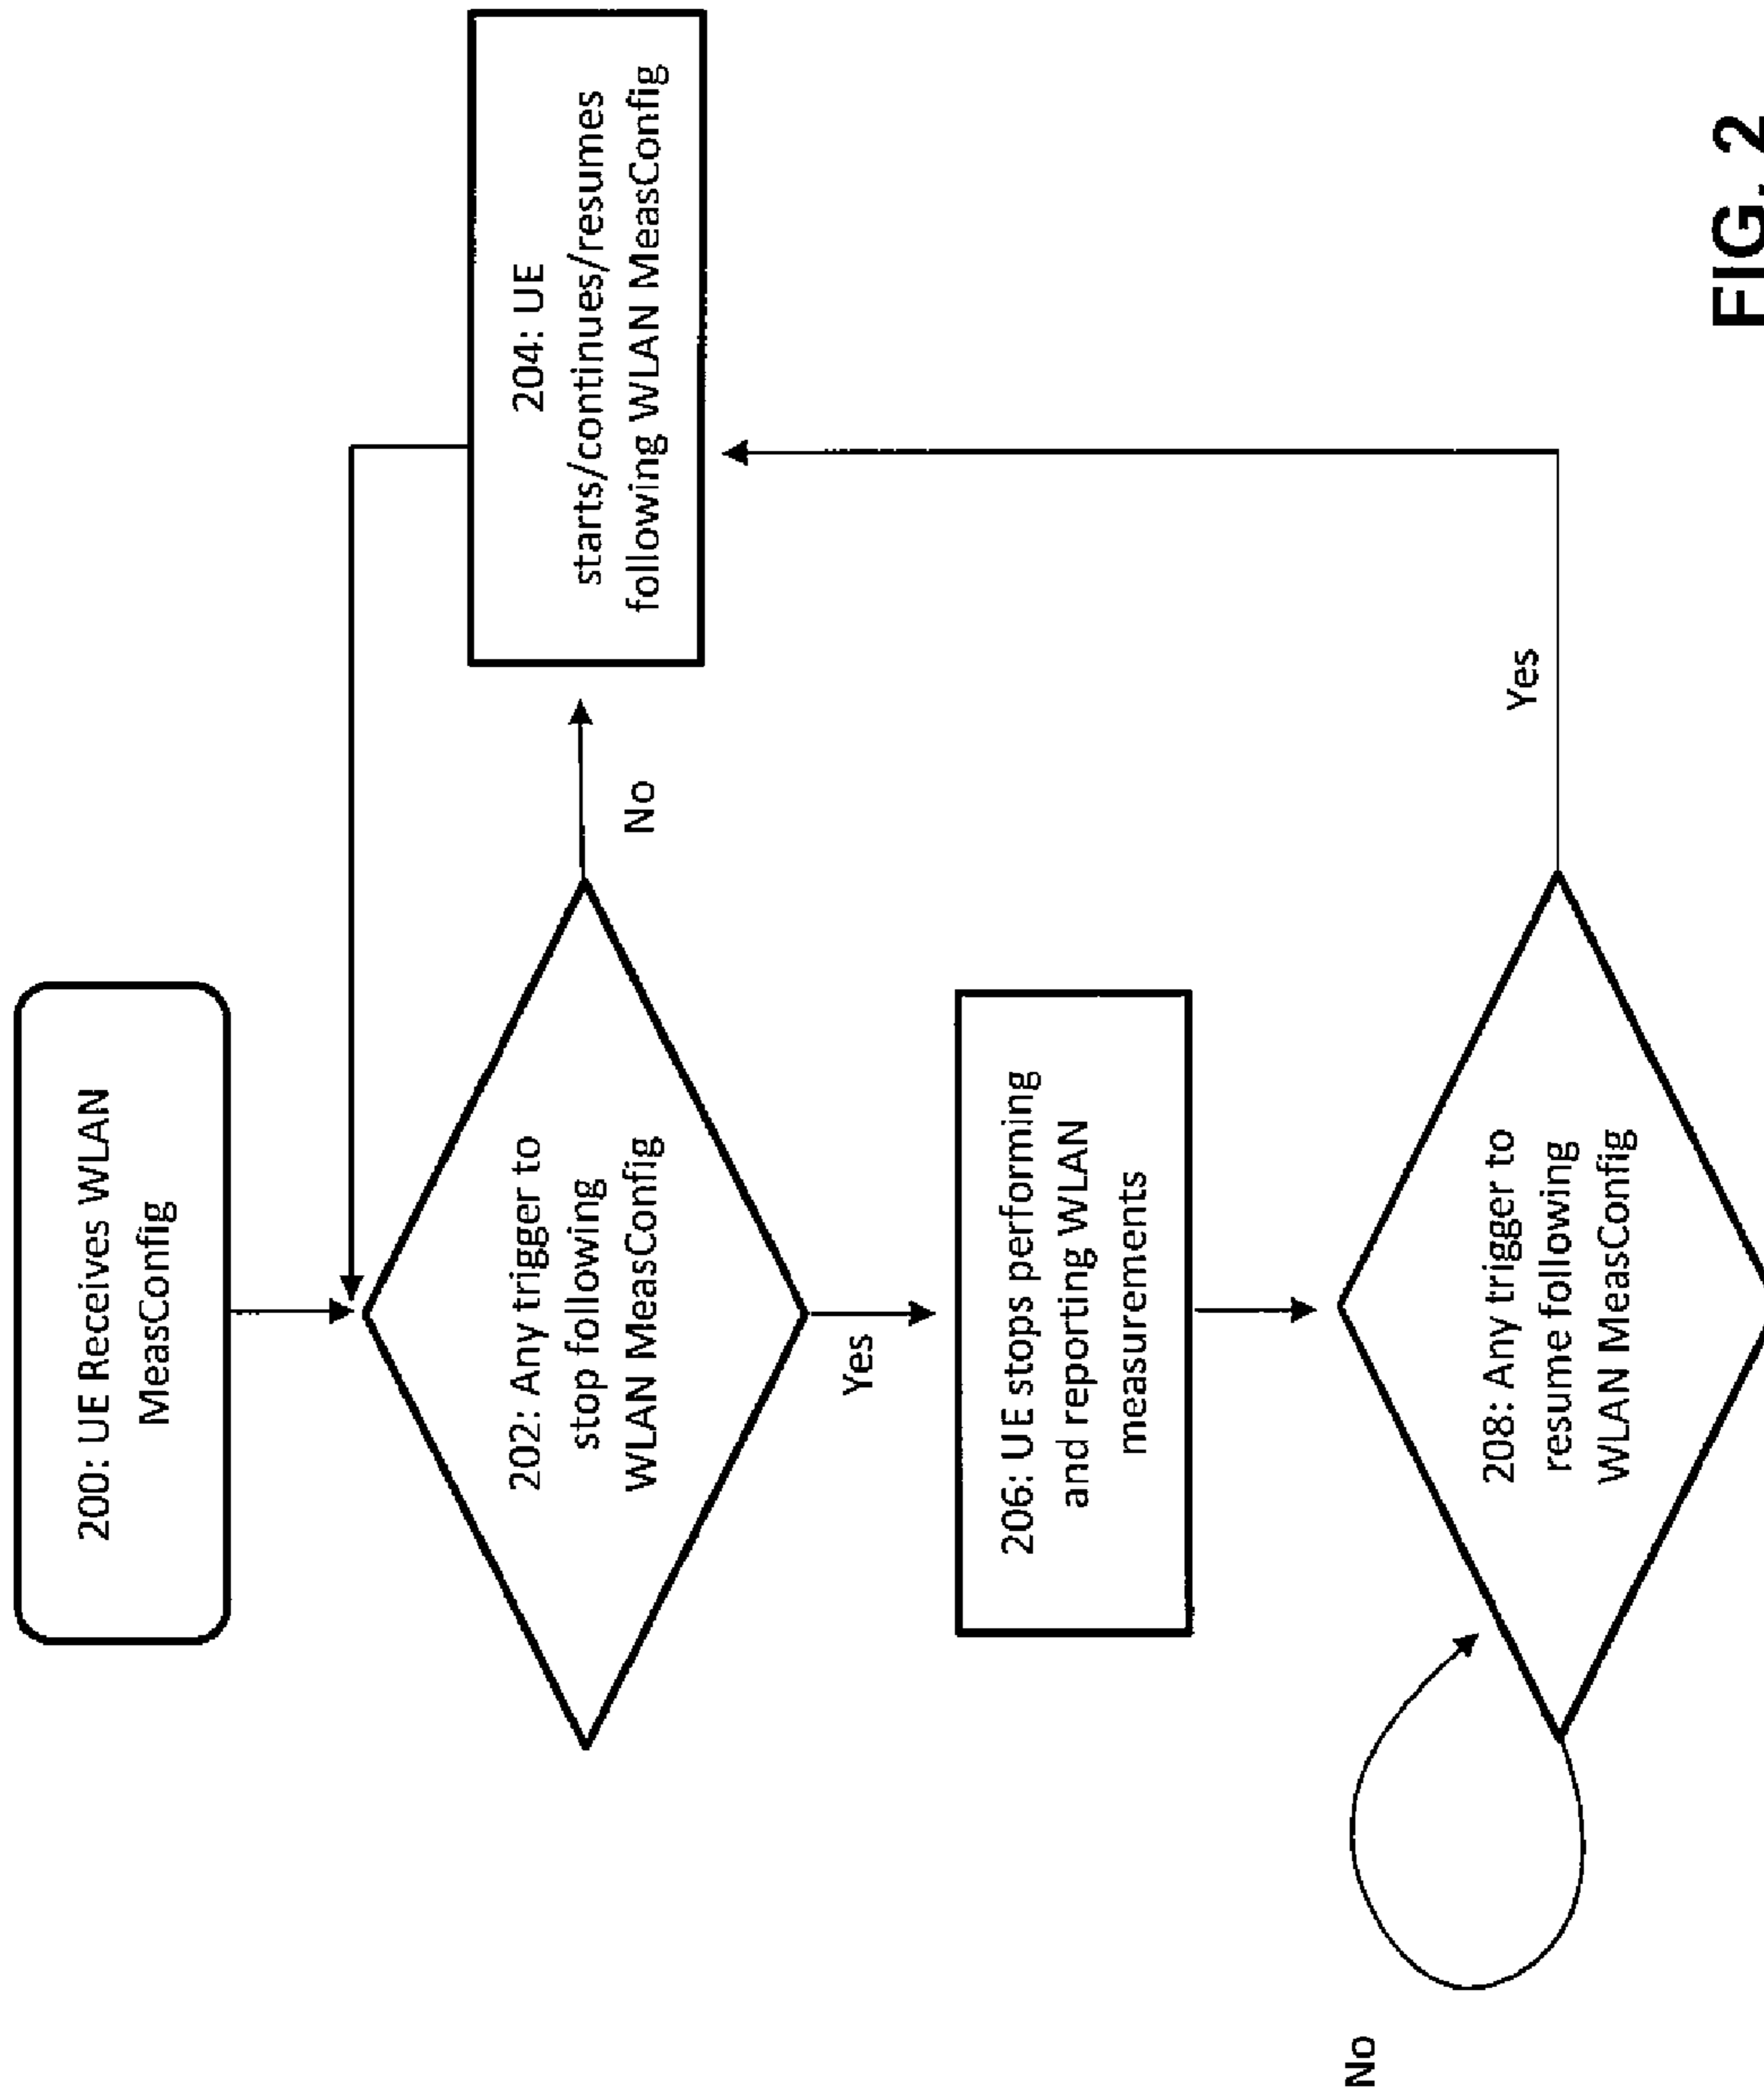 200: UE Receives WLAN
MeasConfig
202: Any trigger to
stop following
WLAN MeasConfig
No
204: UE
starts/continues/resumes
following WLAN MeasConfig
Yes
206: UE stops performing
and reporting WLAN
measurements
208: Any trigger to
resume following
WLAN MeasConfig
Yes
No
FIG. 2